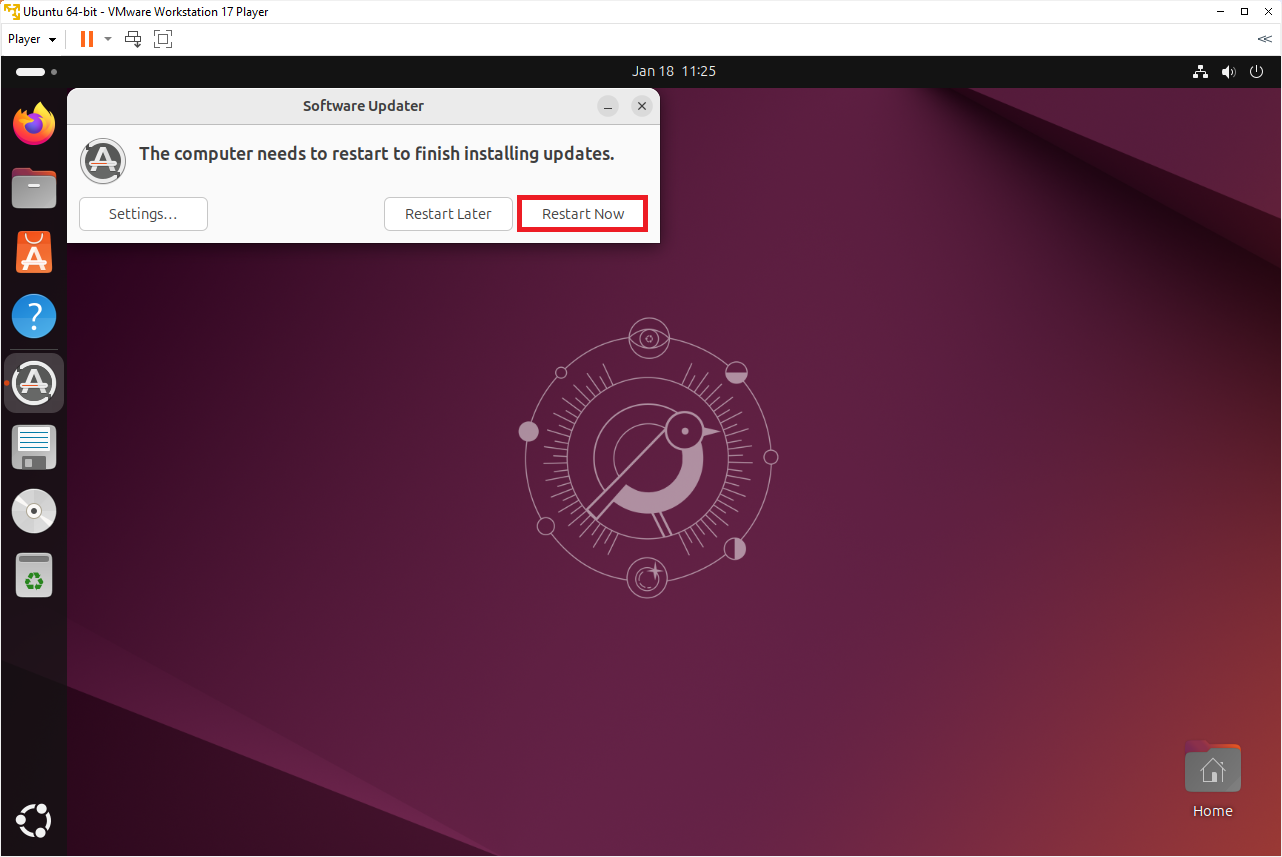 Ubuntu 64-bit - VMware Workstation 17 Player
Player
Jan 18 11:25
Software Updater
The computer needs to restart to finish installing updates.
Settings...
Restart Later
Restart Now
Home